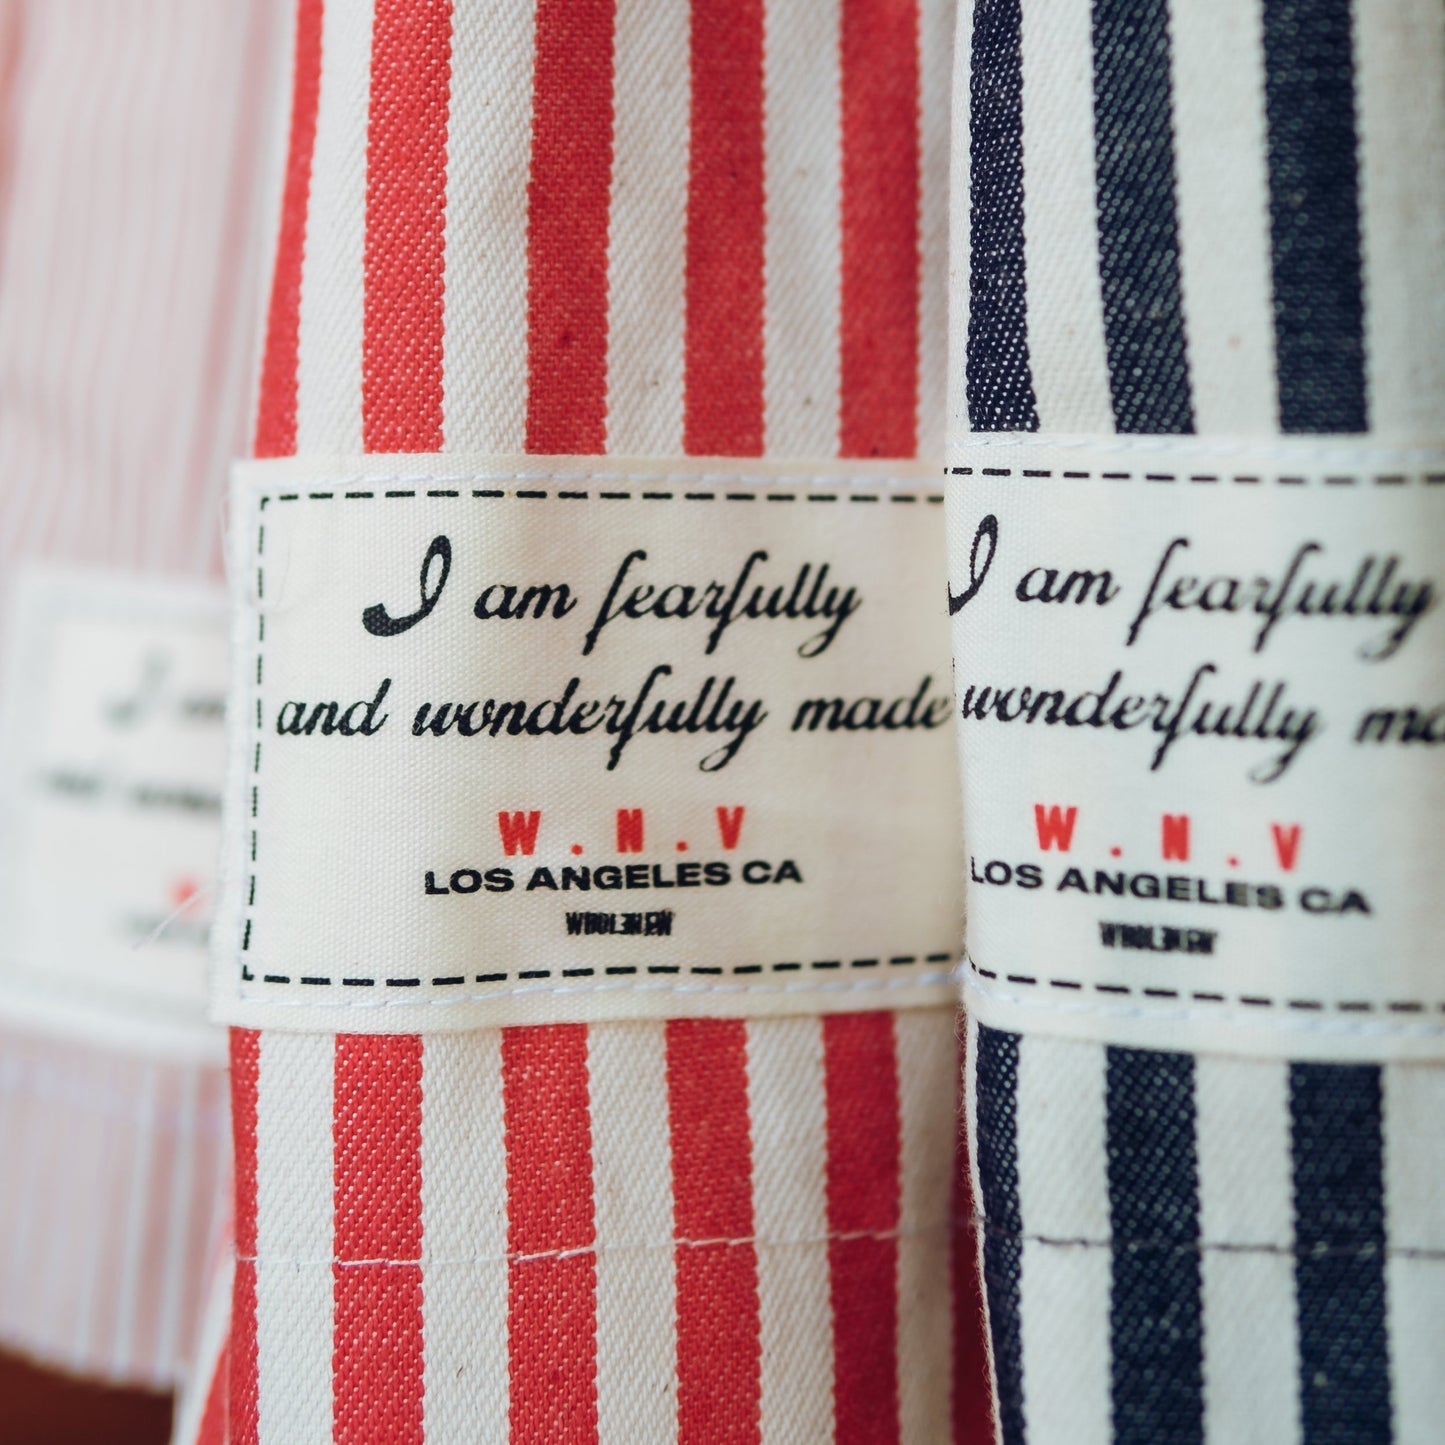 I am fearfully
and wonderfully made
W.N.V
LOS ANGELES CA
I am fearfully
wonderfully
W.N.V
LOS ANGELES CA